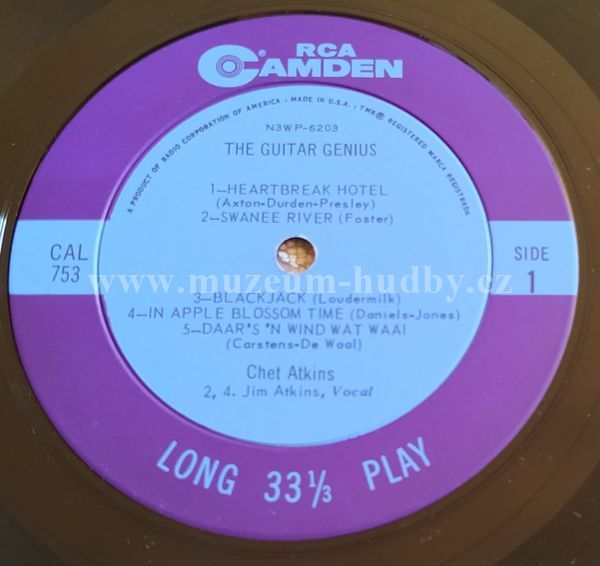 RCA
CAMDEN
A PRODUCT OF RADIO CORPORATION OF AMERICA • MADE IN U.S.A. • TMK® REGISTERED MARCA REGISTRADA
N3WP-6203
THE GUITAR GENIUS
1—HEARTBREAK HOTEL
(Axton-Durden-Presley)
2—SWANEE RIVER (Foster)
CAL
753
SIDE
1
www.muzeum-hudby.cz
3—BLACKJACK (Loudermilk)
4—IN APPLE BLOSSOM TIME (Daniels-Jones)
5—DAAR'S 'N WIND WAT WAAI
(Carstens-De Waal)
Chet Atkins
2, 4. Jim Atkins, Vocal
LONG 33⅓ PLAY